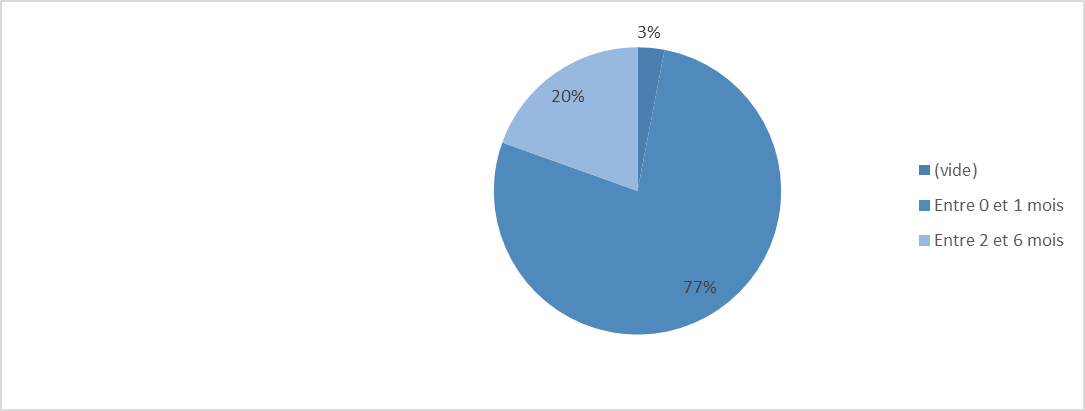 3%
20%
77%
(vide)
Entre 0 et 1 mois
Entre 2 et 6 mois